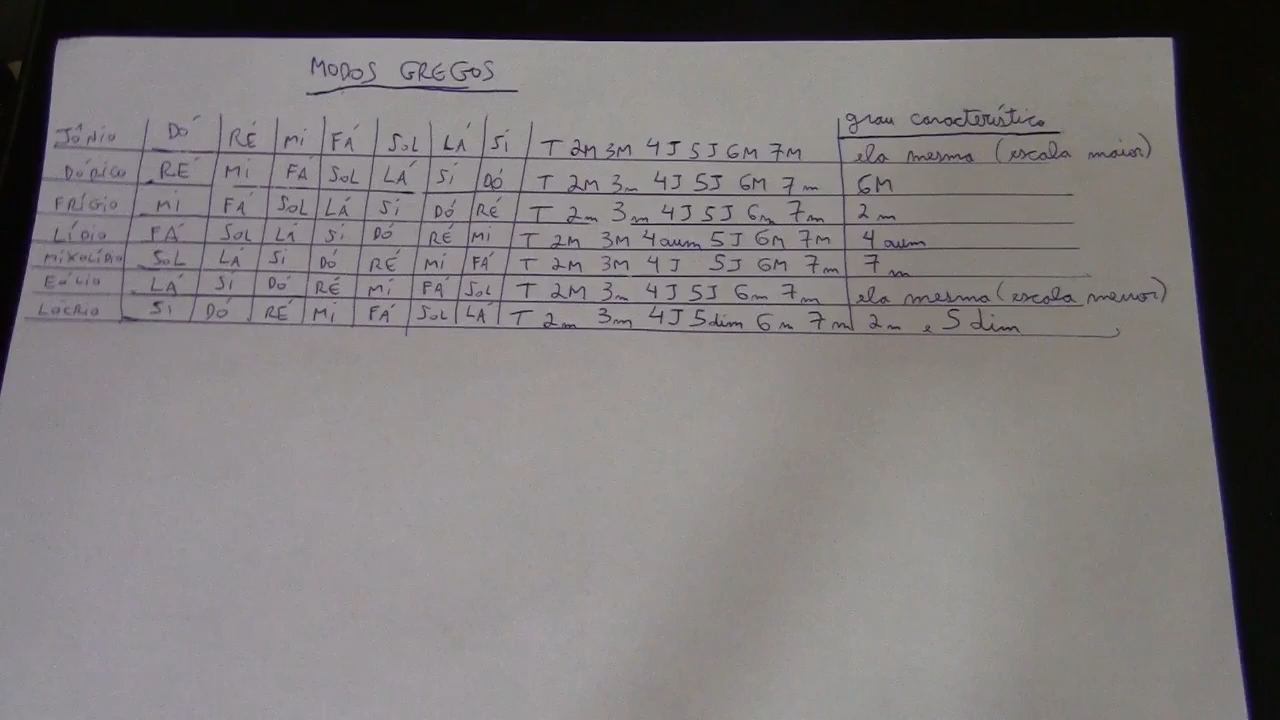 MODOS GREGOS
grau característico
JÔNIO DÓ RÉ MI FÁ SOL LÁ SI T 2M 3M 4J 5J 6M 7M ela mesma (escala maior)
DÓRICO RÉ MI FÁ SOL LÁ SI DÓ T 2M 3m 4J 5J 6M 7m 6M
FRÍGIO MI FÁ SOL LÁ SI DÓ RÉ T 2m 3m 4J 5J 6m 7m 2m
LÍDIO FÁ SOL LÁ SI DÓ RÉ MI T 2M 3M 4aum 5J 6M 7M 4 aum
MIXOLÍDIO SOL LÁ SI DÓ RÉ MI FÁ T 2M 3M 4J 5J 6M 7m 7m
EÓLIO LÁ SI DÓ RÉ MI FÁ SOL T 2M 3m 4J 5J 6m 7m ela mesma (escala menor)
LÓCRIO SI DÓ RÉ MI FÁ SOL LÁ T 2m 3m 4J 5dim 6m 7m 2m e 5 dim